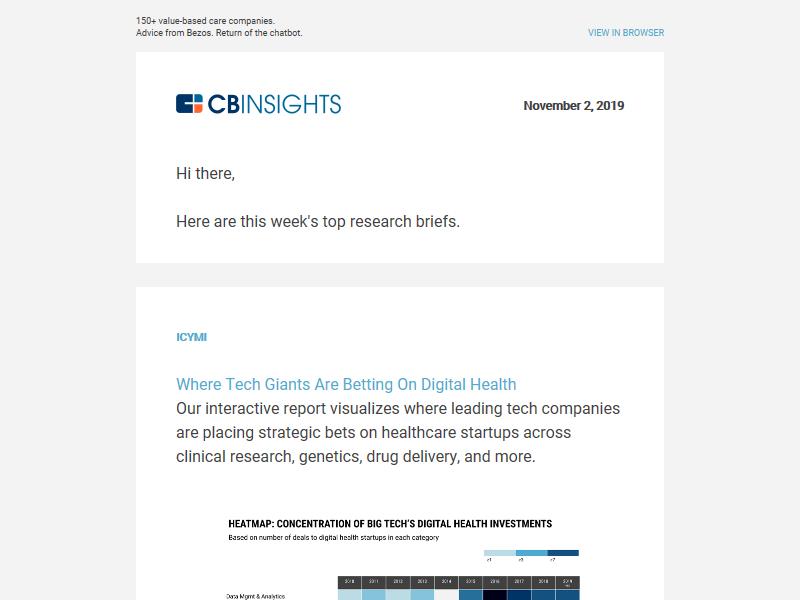 150+ value-based care companies.
Advice from Bezos. Return of the chatbot.
VIEW IN BROWSER
CBINSIGHTS
November 2, 2019
Hi there,
Here are this week's top research briefs.
ICYMI
Where Tech Giants Are Betting On Digital Health
Our interactive report visualizes where leading tech companies
are placing strategic bets on healthcare startups across
clinical research, genetics, drug delivery, and more.
HEATMAP: CONCENTRATION OF BIG TECH'S DIGITAL HEALTH INVESTMENTS
Based on number of deals to digital health startups in each category
2010 2011 2012 2013 2014 2015 2016 2017 2018 2019
Data Mgmt & Analytics